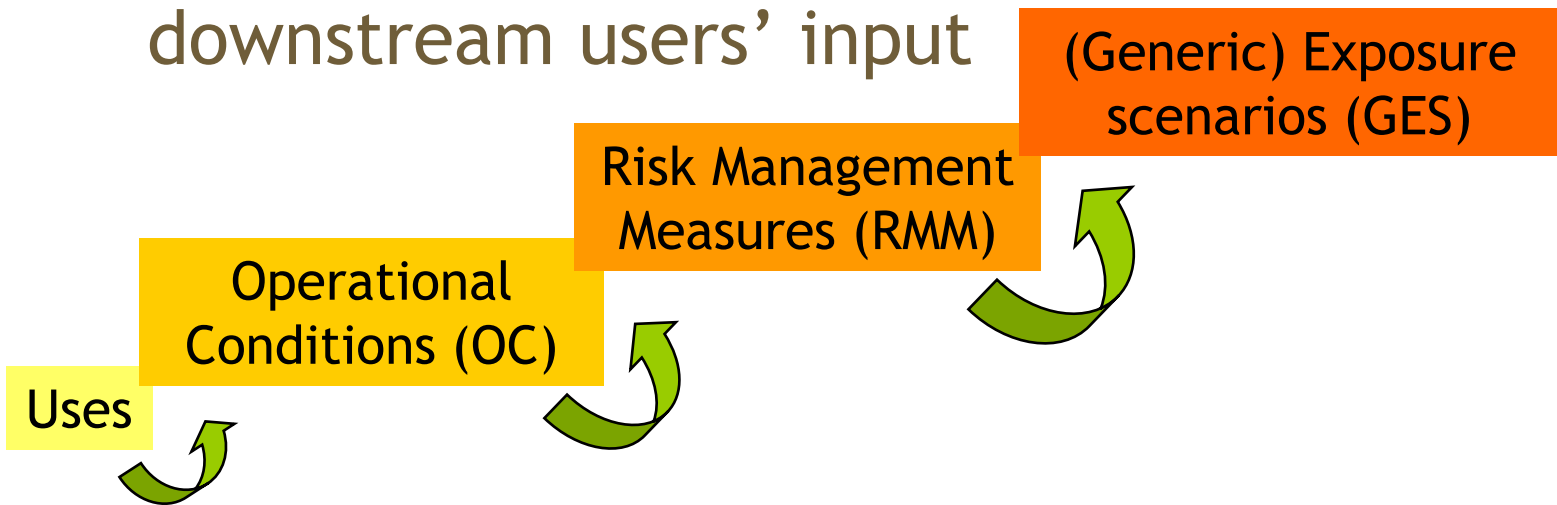 downstream users’ input
(Generic) Exposure
scenarios (GES)
Risk Management
Measures (RMM)
Operational
Conditions (OC)
Uses